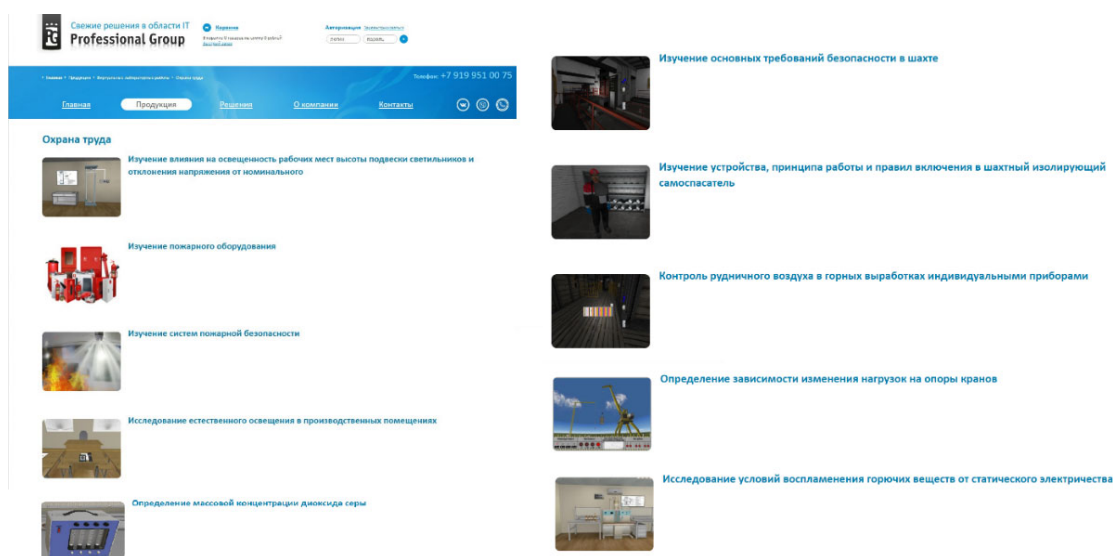 Свежие решения в области IT
Professional Group
Корзина
Авторизация
Телефон: +7 919 951 00 75
Главная
Продукция
Решения
О компании
Контакты
Охрана труда
Изучение влияния на освещенность рабочих мест высоты подвески светильников и
отклонения напряжения от номинального
Изучение пожарного оборудования
Изучение систем пожарной безопасности
Исследование естественного освещения в производственных помещениях
Определение массовой концентрации диоксида серы
Изучение основных требований безопасности в шахте
Изучение устройства, принципа работы и правил включения в шахтный изолирующий
самоспасатель
Контроль рудничного воздуха в горных выработках индивидуальными приборами
Определение зависимости изменения нагрузок на опоры кранов
Исследование условий воспламенения горючих веществ от статического электричества